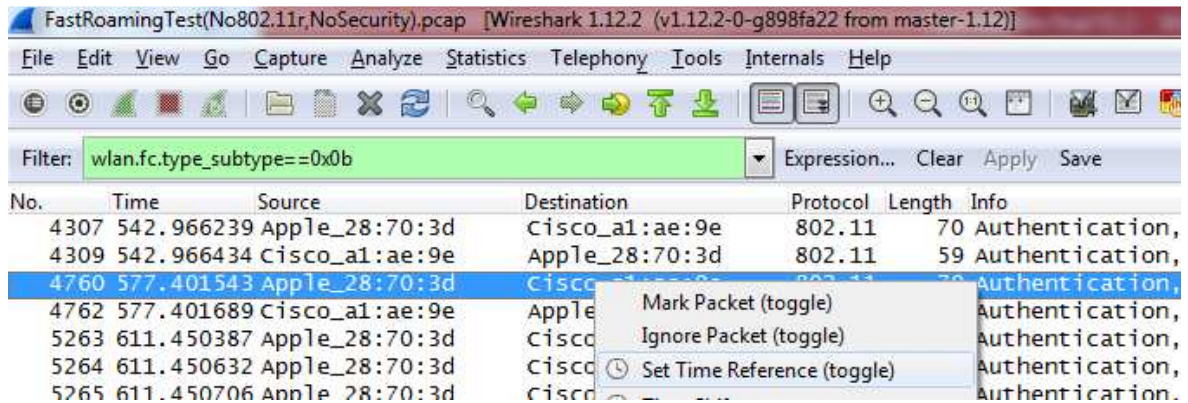 FastRoamingTest(No802.11r,NoSecurity).pcap [Wireshark 1.12.2 (v1.12.2-0-g898fa22 from master-1.12)]
File Edit View Go Capture Analyze Statistics Telephony Tools Internals Help
Filter: wlan.fc.type_subtype==0x0b Expression... Clear Apply Save
No. Time Source Destination Protocol Length Info
4307 542.966239 Apple_28:70:3d Cisco_a1:ae:9e 802.11 70 Authentication,
4309 542.966434 Cisco_a1:ae:9e Apple_28:70:3d 802.11 59 Authentication,
4760 577.401543 Apple_28:70:3d Authentication,
Mark Packet (toggle)
4762 577.401689 Cisco_a1:ae:9e Apple Authentication,
Ignore Packet (toggle)
5263 611.450387 Apple_28:70:3d Cisc Authentication,
5264 611.450632 Apple_28:70:3d Cisc Authentication,
Set Time Reference (toggle)
5265 611.450706 Apple_28:70:3d Cisc Authentication,